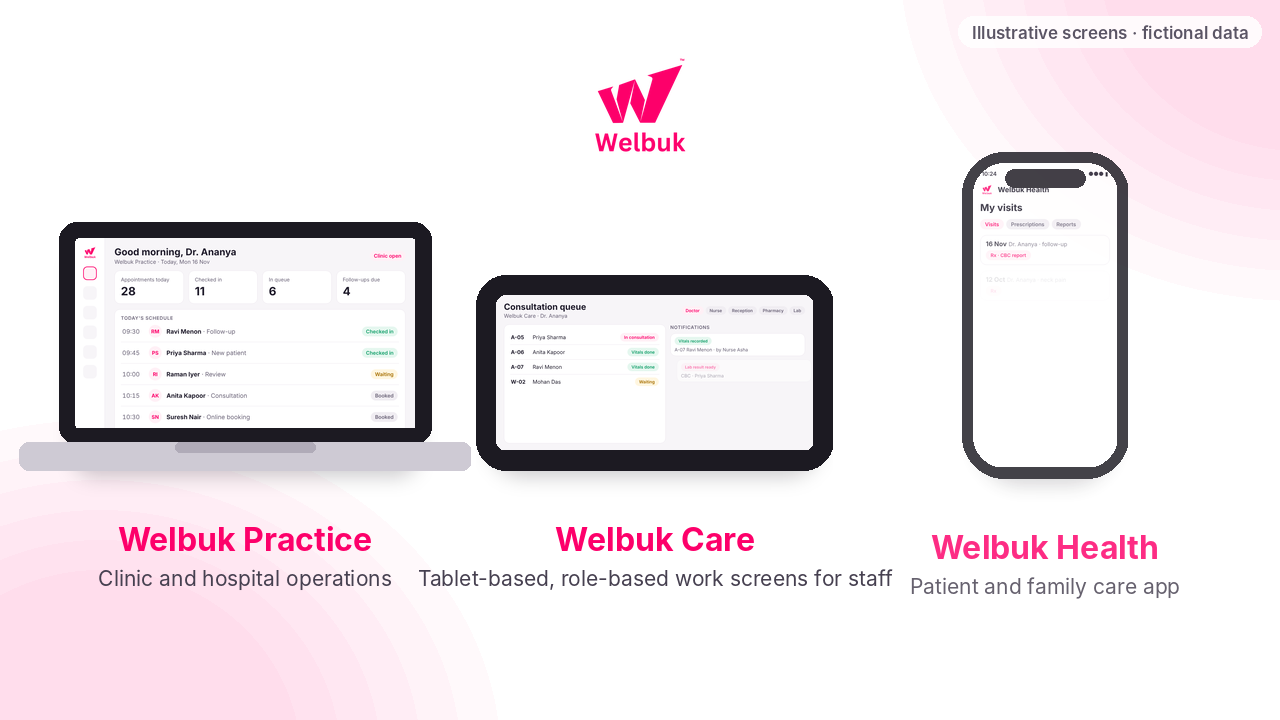 Illustrative screens · fictional data
Welbuk
Good morning, Dr. Ananya
Welbuk Practice · Today, Mon 16 Nov
Clinic open
Appointments today
28
Checked in
11
In queue
6
Follow-ups due
4
TODAY'S SCHEDULE
09:30 RM Ravi Menon · Follow-up Checked in
09:45 PS Priya Sharma · New patient Checked in
10:00 RI Raman Iyer · Review Waiting
10:15 AK Anita Kapoor · Consultation Booked
10:30 SN Suresh Nair · Online booking Booked
Consultation queue
Welbuk Care · Dr. Ananya
Doctor Nurse Reception Pharmacy Lab
A-05 Priya Sharma In consultation
A-06 Anita Kapoor Vitals done
A-07 Ravi Menon Vitals done
W-02 Mohan Das Waiting
NOTIFICATIONS
Vitals recorded
A-07 Ravi Menon · by Nurse Asha
Lab result ready
CBC · Priya Sharma
10:24
Welbuk Health
My visits
Visits Prescriptions Reports
16 Nov Dr. Ananya · follow-up
Rx · CBC report
Welbuk Practice
Clinic and hospital operations
Welbuk Care
Tablet-based, role-based work screens for staff
Welbuk Health
Patient and family care app